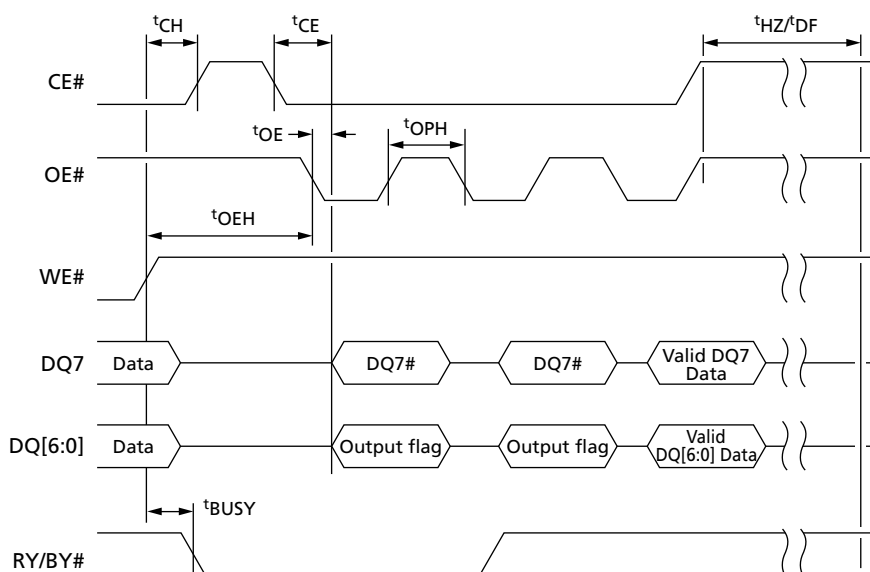 tCH
tCE
tHZ/tDF
CE#
tOE
tOPH
OE#
tOEH
WE#
DQ7
Data
DQ7#
DQ7#
Valid DQ7
Data
DQ[6:0]
Data
Output flag
Output flag
Valid
DQ[6:0] Data
tBUSY
RY/BY#